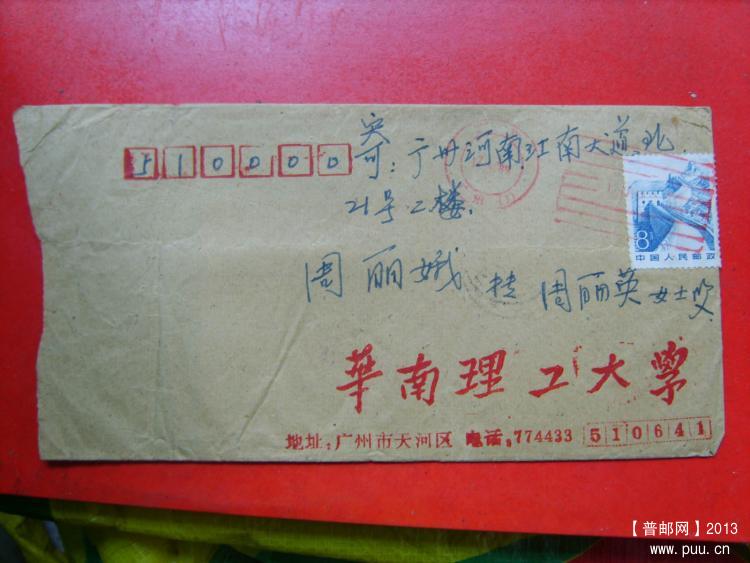 510000
寄
可：广州河南江南大道北
21号二楼
周丽娥 转 周丽英女士收
8
中国人民邮政
華南理工大學
地址：广州市天河区 电话：774433 510641
【普邮网】2013
www.puu.cn